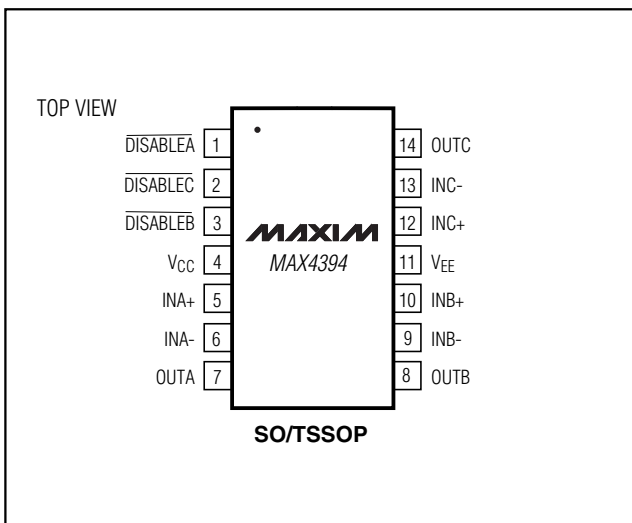 TOP VIEW
DISABLEA 1
DISABLEC 2
DISABLEB 3
VCC 4
INA+ 5
INA- 6
OUTA 7
MAXIM
MAX4394
14 OUTC
13 INC-
12 INC+
11 VEE
10 INB+
9 INB-
8 OUTB
SO/TSSOP